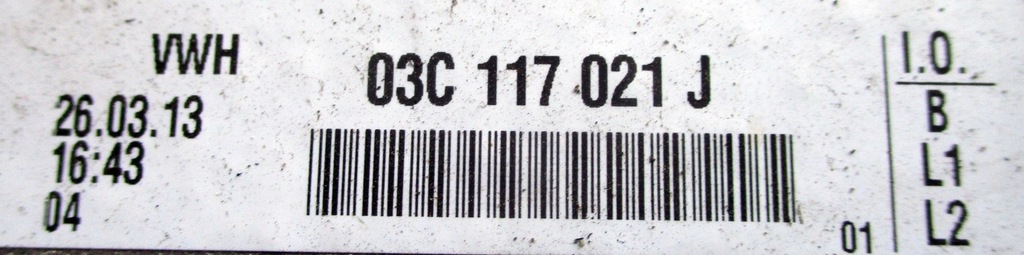 VWH
26.03.13
16:43
04
03C 117 021 J
01
I.O.
B
L1
L2